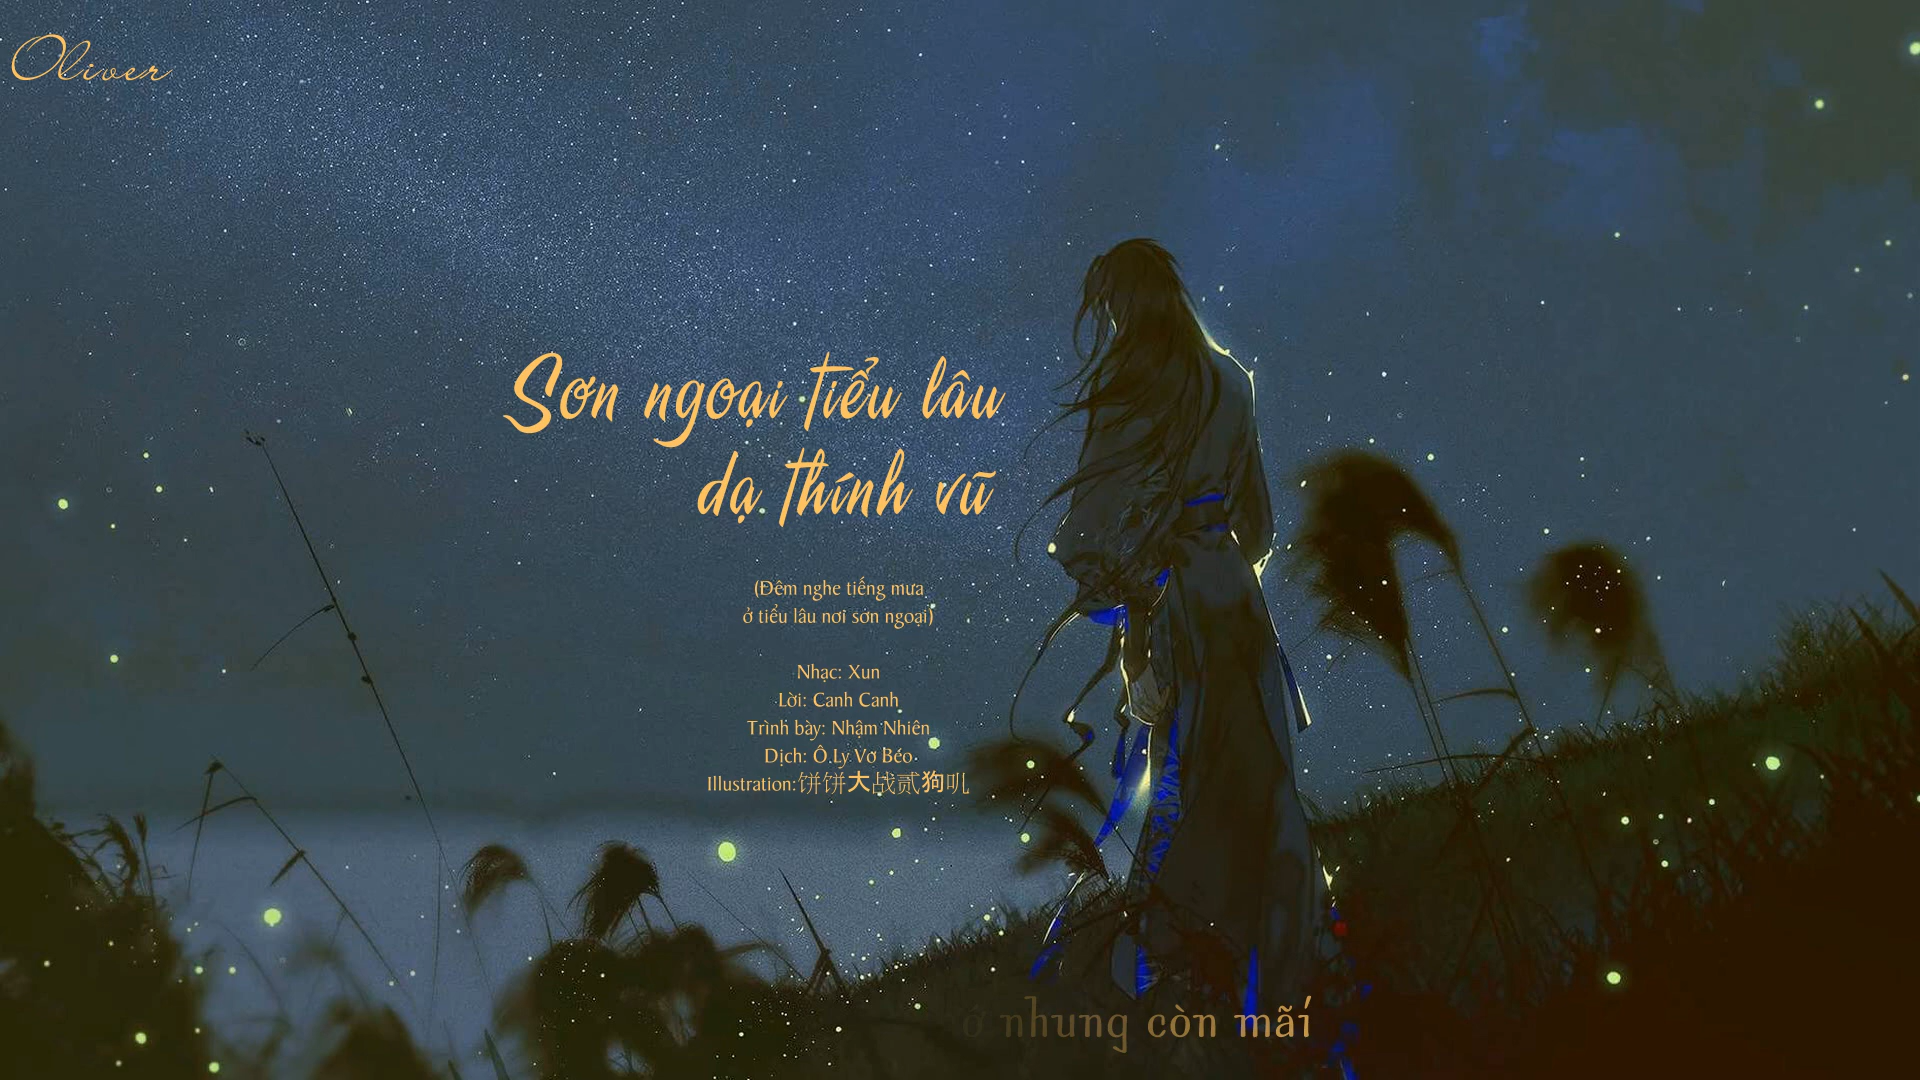 Oliver
Sơn ngoại tiểu lâu
dạ thính vũ
(Đêm nghe tiếng mưa
ở tiểu lâu nơi sơn ngoại)
Nhạc: Xun
Lời: Canh Canh
Trình bày: Nhậm Nhiên
Dịch: Ô Ly Vơ Béo
Illustration:饼饼大战贰狗叽
nhung còn mãi